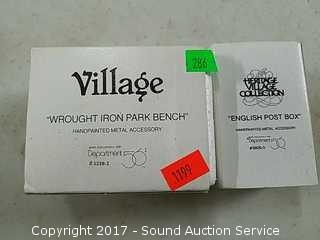 286
Village
"WROUGHT IRON PARK BENCH"
HANDPAINTED METAL ACCESSORY
Department 56
1199
HERITAGE
VILLAGE
COLLECTION
"ENGLISH POST BOX"
HANDPAINTED METAL ACCESSORY
Department 56
Copyright 2017 - Sound Auction Service